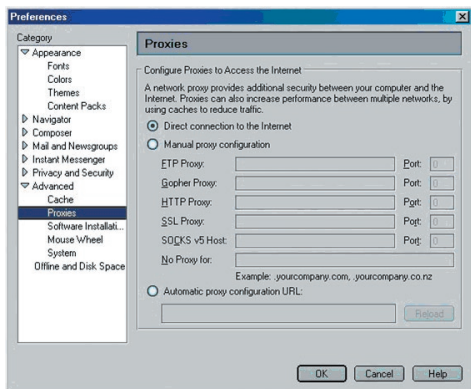 Preferences
Category
Appearance
Fonts
Colors
Themes
Content Packs
Navigator
Composer
Mail and Newsgroups
Instant Messenger
Privacy and Security
Advanced
Cache
Proxies
Software Installati...
Mouse Wheel
System
Offline and Disk Space
Proxies
Configure Proxies to Access the Internet
A network proxy provides additional security between your computer and the
Internet. Proxies can also increase performance between multiple networks, by
using caches to reduce traffic.
Direct connection to the Internet
Manual proxy configuration
FTP Proxy: Port: 0
Gopher Proxy: Port: 0
HTTP Proxy: Port: 0
SSL Proxy: Port: 0
SOCKS v5 Host: Port: 0
No Proxy for:
Example: .yourcompany.com, .yourcompany.co.nz
Automatic proxy configuration URL:
Reload
OK Cancel Help